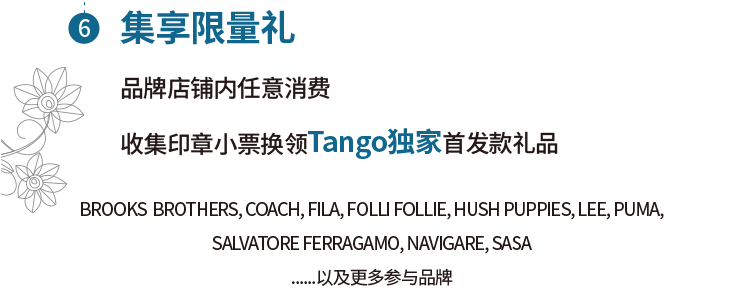 6 集享限量礼
品牌店铺内任意消费
收集印章小票换领Tango独家首发款礼品
BROOKS BROTHERS, COACH, FILA, FOLLI FOLLIE, HUSH PUPPIES, LEE, PUMA,
SALVATORE FERRAGAMO, NAVIGARE, SASA
......以及更多参与品牌